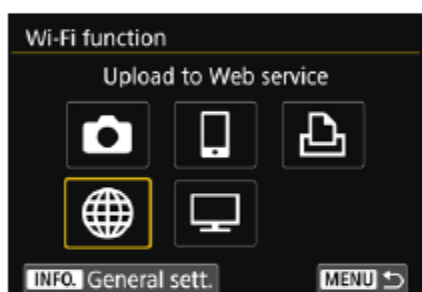 Wi-Fi function
Upload to Web service
INFO. General sett.
MENU